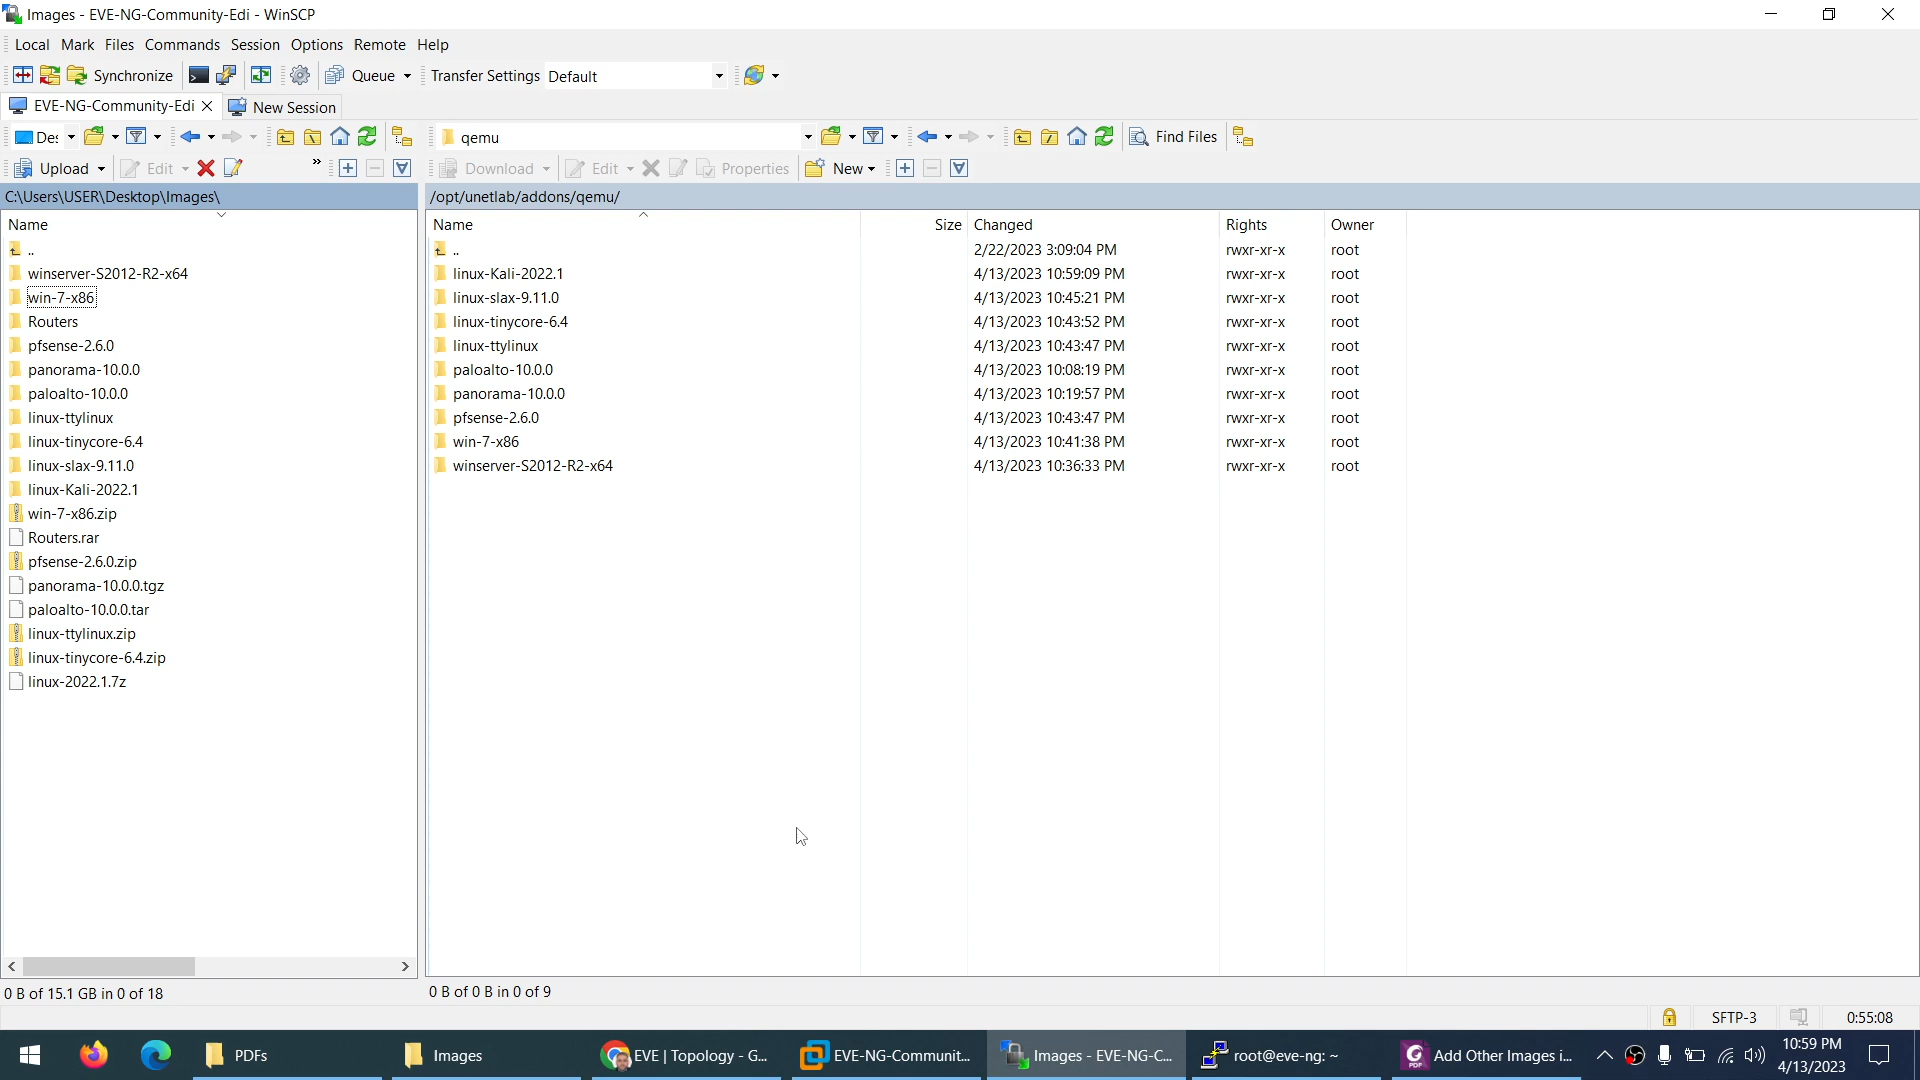 Images - EVE-NG-Community-Edi - WinSCP
Local Mark Files Commands Session Options Remote Help
Synchronize Queue Transfer Settings Default
EVE-NG-Community-Edi New Session
Des qemu Find Files
Upload Edit » Download Edit Properties New
C:\Users\USER\Desktop\Images\ /opt/unetlab/addons/qemu/
Name Name Size Changed Rights Owner
.. .. 2/22/2023 3:09:04 PM rwxr-xr-x root
winserver-S2012-R2-x64 linux-Kali-2022.1 4/13/2023 10:59:09 PM rwxr-xr-x root
win-7-x86 linux-slax-9.11.0 4/13/2023 10:45:21 PM rwxr-xr-x root
Routers linux-tinycore-6.4 4/13/2023 10:43:52 PM rwxr-xr-x root
pfsense-2.6.0 linux-ttylinux 4/13/2023 10:43:47 PM rwxr-xr-x root
panorama-10.0.0 paloalto-10.0.0 4/13/2023 10:08:19 PM rwxr-xr-x root
paloalto-10.0.0 panorama-10.0.0 4/13/2023 10:19:57 PM rwxr-xr-x root
linux-ttylinux pfsense-2.6.0 4/13/2023 10:43:47 PM rwxr-xr-x root
linux-tinycore-6.4 win-7-x86 4/13/2023 10:41:38 PM rwxr-xr-x root
linux-slax-9.11.0 winserver-S2012-R2-x64 4/13/2023 10:36:33 PM rwxr-xr-x root
linux-Kali-2022.1
win-7-x86.zip
Routers.rar
pfsense-2.6.0.zip
panorama-10.0.0.tgz
paloalto-10.0.0.tar
linux-ttylinux.zip
linux-tinycore-6.4.zip
linux-2022.1.7z
0 B of 15.1 GB in 0 of 18 0 B of 0 B in 0 of 9
SFTP-3 0:55:08
PDFs Images EVE | Topology - G... EVE-NG-Communit... Images - EVE-NG-C... root@eve-ng: ~ PDF Add Other Images i... 10:59 PM
4/13/2023